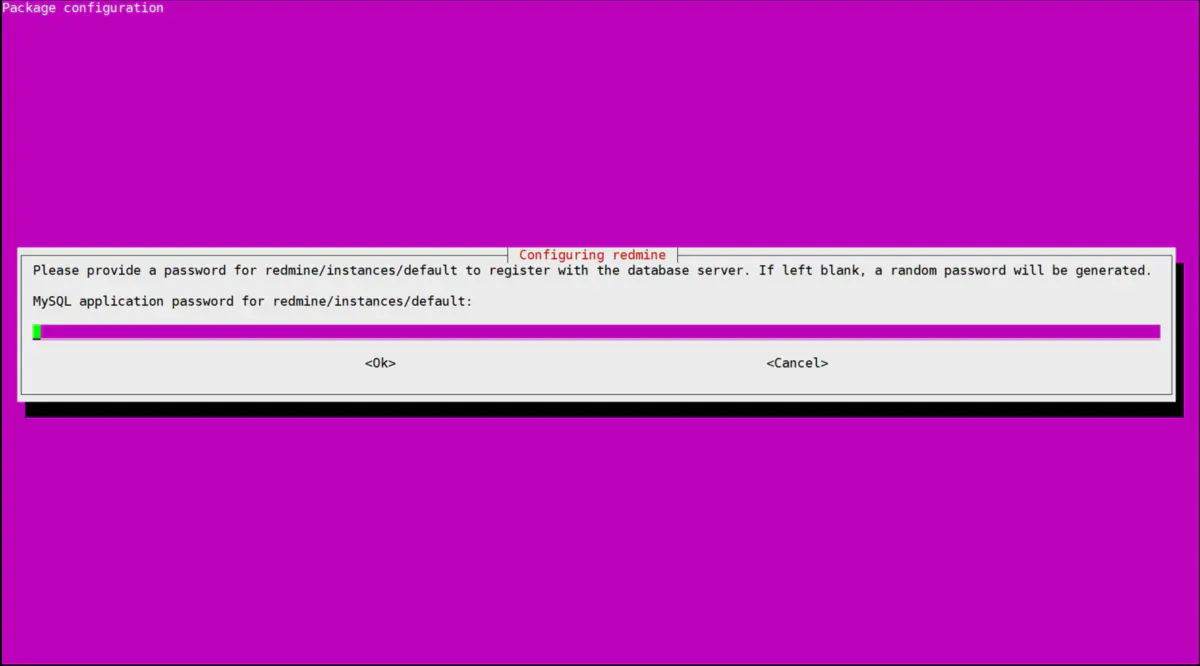 Package configuration
Configuring redmine
Please provide a password for redmine/instances/default to register with the database server. If left blank, a random password will be generated.
MySQL application password for redmine/instances/default:
<Ok> <Cancel>